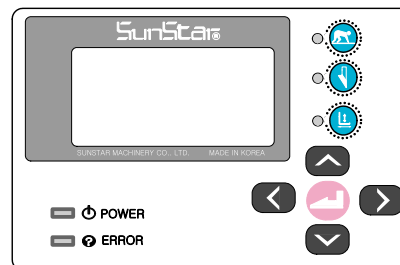 SunStar
SUNSTAR MACHINERY CO., LTD. MADE IN KOREA
POWER
ERROR